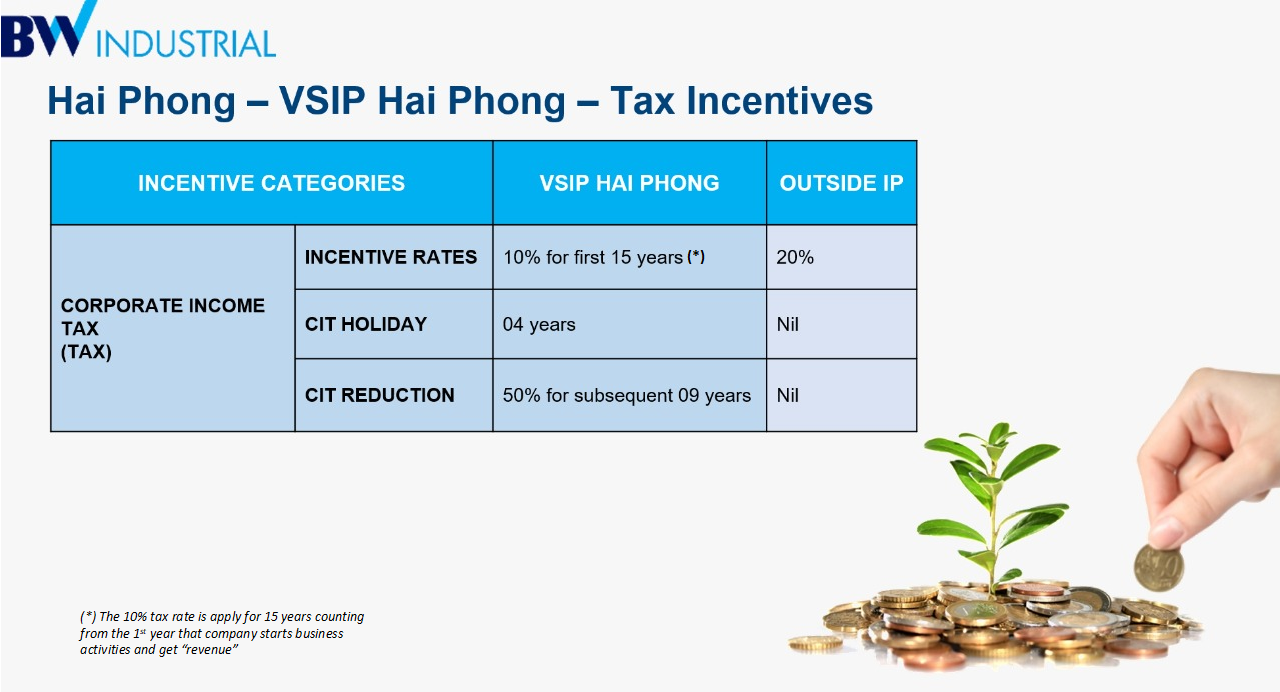 BW INDUSTRIAL
Hai Phong – VSIP Hai Phong – Tax Incentives
INCENTIVE CATEGORIES
VSIP HAI PHONG
OUTSIDE IP
CORPORATE INCOME
TAX
(TAX)
INCENTIVE RATES
10% for first 15 years (*)
20%
CIT HOLIDAY
04 years
Nil
CIT REDUCTION
50% for subsequent 09 years
Nil
(*) The 10% tax rate is apply for 15 years counting
from the 1st year that company starts business
activities and get “revenue”